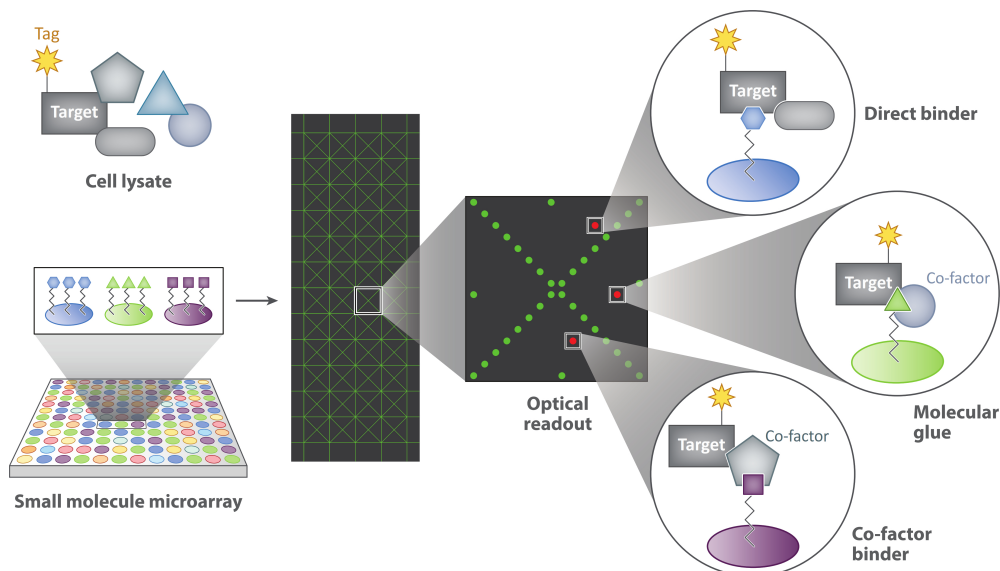 Tag
Target
Cell lysate
Small molecule microarray
Optical
readout
Target
Direct binder
Target
Co-factor
Molecular
glue
Target
Co-factor
Co-factor
binder